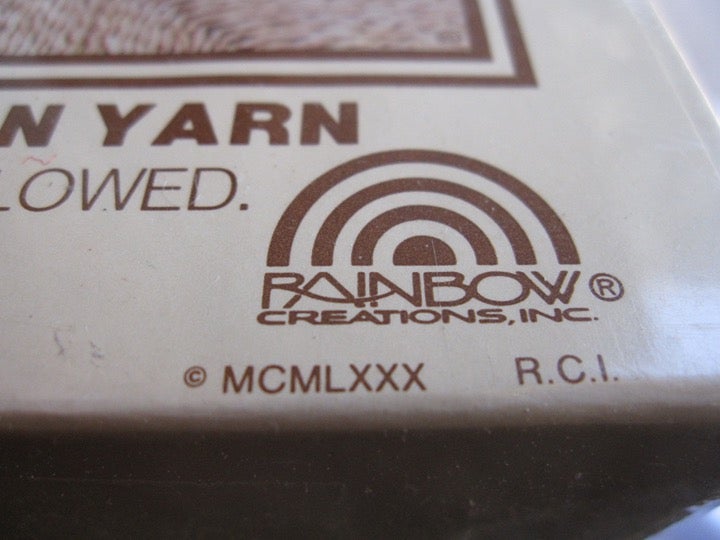 N YARN
LOWED.
RAINBOW®
CREATIONS, INC.
© MCMLXXX R.C.I.